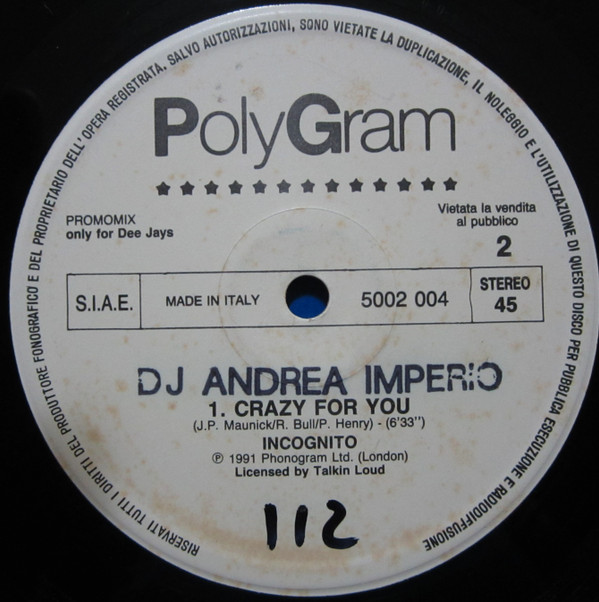 RISERVATI TUTTI I DIRITTI DEL PRODUTTORE FONOGRAFICO E DEL PROPRIETARIO DELL'OPERA REGISTRATA. SALVO AUTORIZZAZIONI, SONO VIETATE LA DUPLICAZIONE, IL NOLEGGIO E L'UTILIZZAZIONE DI QUESTO DISCO PER PUBBLICA ESECUZIONE E RADIODIFFUSIONE
PolyGram
PROMOMIX
only for Dee Jays
Vietata la vendita
al pubblico
2
S.I.A.E.
MADE IN ITALY
5002 004
STEREO
45
DJ ANDREA IMPERIO
1. CRAZY FOR YOU
(J.P. Maunick/R. Bull/P. Henry) - (6'33")
INCOGNITO
℗ 1991 Phonogram Ltd. (London)
Licensed by Talkin Loud
112